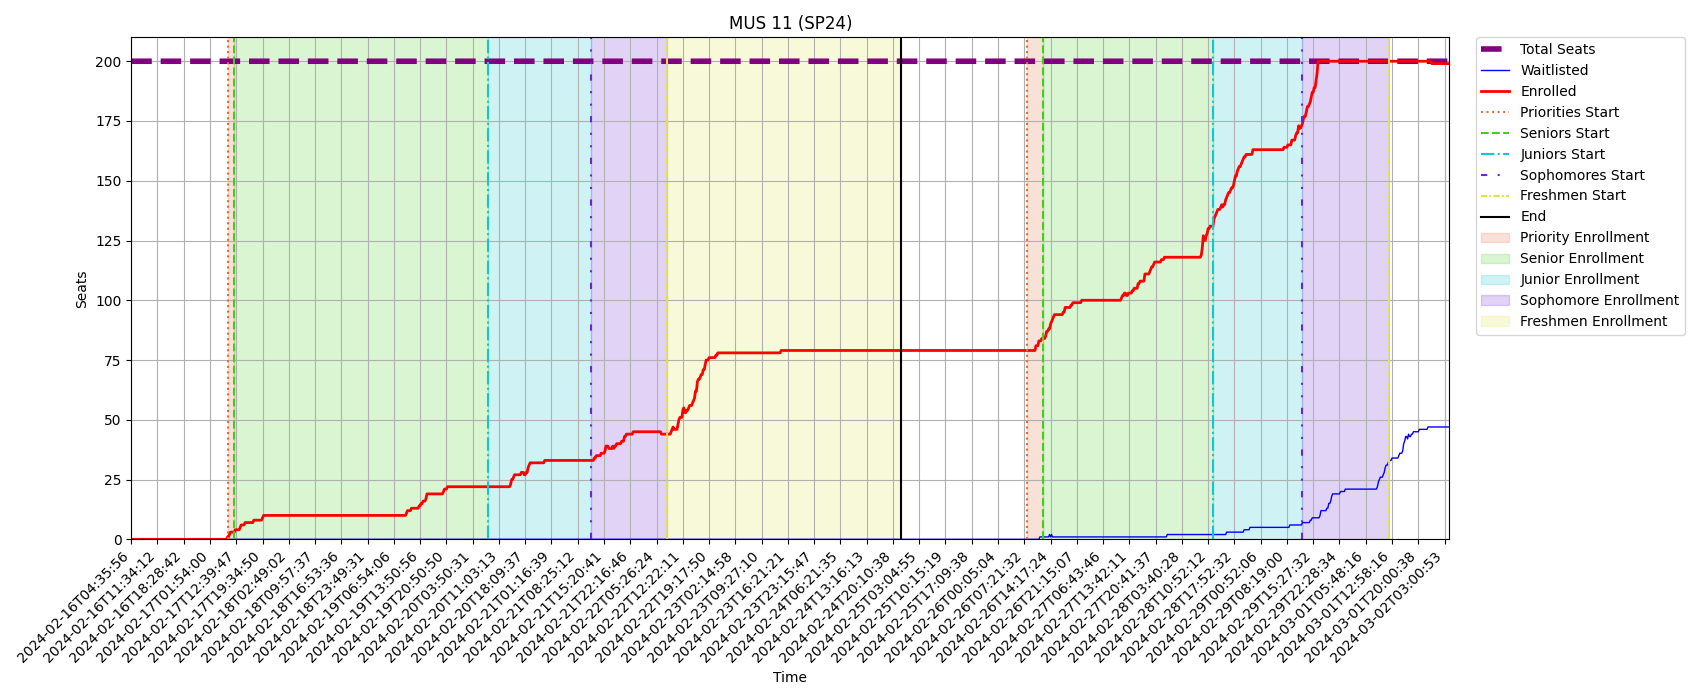 MUS 11 (SP24)
Seats
200
175
150
125
100
75
50
25
0
2024-02-16T04:35:56
2024-02-16T11:34:12
2024-02-16T18:28:42
2024-02-17T01:54:00
2024-02-17T12:39:47
2024-02-17T19:34:50
2024-02-18T02:49:02
2024-02-18T09:57:37
2024-02-18T16:53:36
2024-02-18T23:49:31
2024-02-19T06:54:06
2024-02-19T13:50:56
2024-02-19T20:50:50
2024-02-20T03:50:31
2024-02-20T11:03:13
2024-02-20T18:09:37
2024-02-21T01:16:39
2024-02-21T08:25:12
2024-02-21T15:20:41
2024-02-21T22:16:46
2024-02-22T05:26:24
2024-02-22T12:22:11
2024-02-22T19:17:50
2024-02-23T02:14:58
2024-02-23T09:27:10
2024-02-23T16:21:21
2024-02-23T23:15:47
2024-02-24T06:21:35
2024-02-24T13:16:13
2024-02-24T20:10:38
2024-02-25T03:04:55
2024-02-25T10:15:19
2024-02-25T17:09:38
2024-02-26T00:05:04
2024-02-26T07:21:32
2024-02-26T14:17:24
2024-02-26T21:15:07
2024-02-27T06:43:46
2024-02-27T13:42:11
2024-02-27T20:41:37
2024-02-28T03:40:28
2024-02-28T10:52:12
2024-02-28T17:52:32
2024-02-29T00:52:06
2024-02-29T08:19:00
2024-02-29T15:27:32
2024-02-29T22:28:34
2024-03-01T05:48:16
2024-03-01T12:58:16
2024-03-01T20:00:38
2024-03-02T03:00:53
Time
Total Seats
Waitlisted
Enrolled
Priorities Start
Seniors Start
Juniors Start
Sophomores Start
Freshmen Start
End
Priority Enrollment
Senior Enrollment
Junior Enrollment
Sophomore Enrollment
Freshmen Enrollment